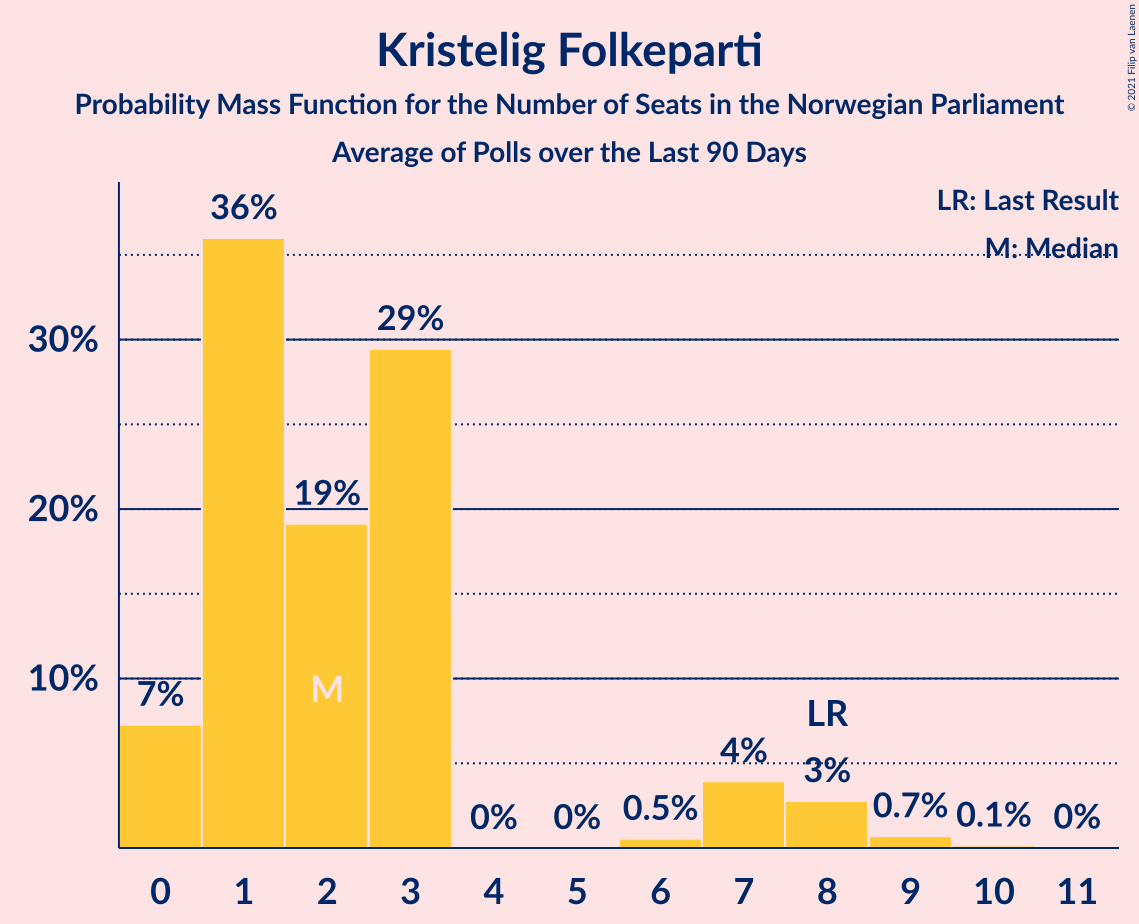 © 2021 Filip van Laenen
Kristelig Folkeparti
Probability Mass Function for the Number of Seats in the Norwegian Parliament
Average of Polls over the Last 90 Days
LR: Last Result
M: Median
36%
29%
19%
7%
M
LR
4%
3%
0%
0%
0.5%
0.7%
0.1%
0%
30%
20%
10%
0 1 2 3 4 5 6 7 8 9 10 11